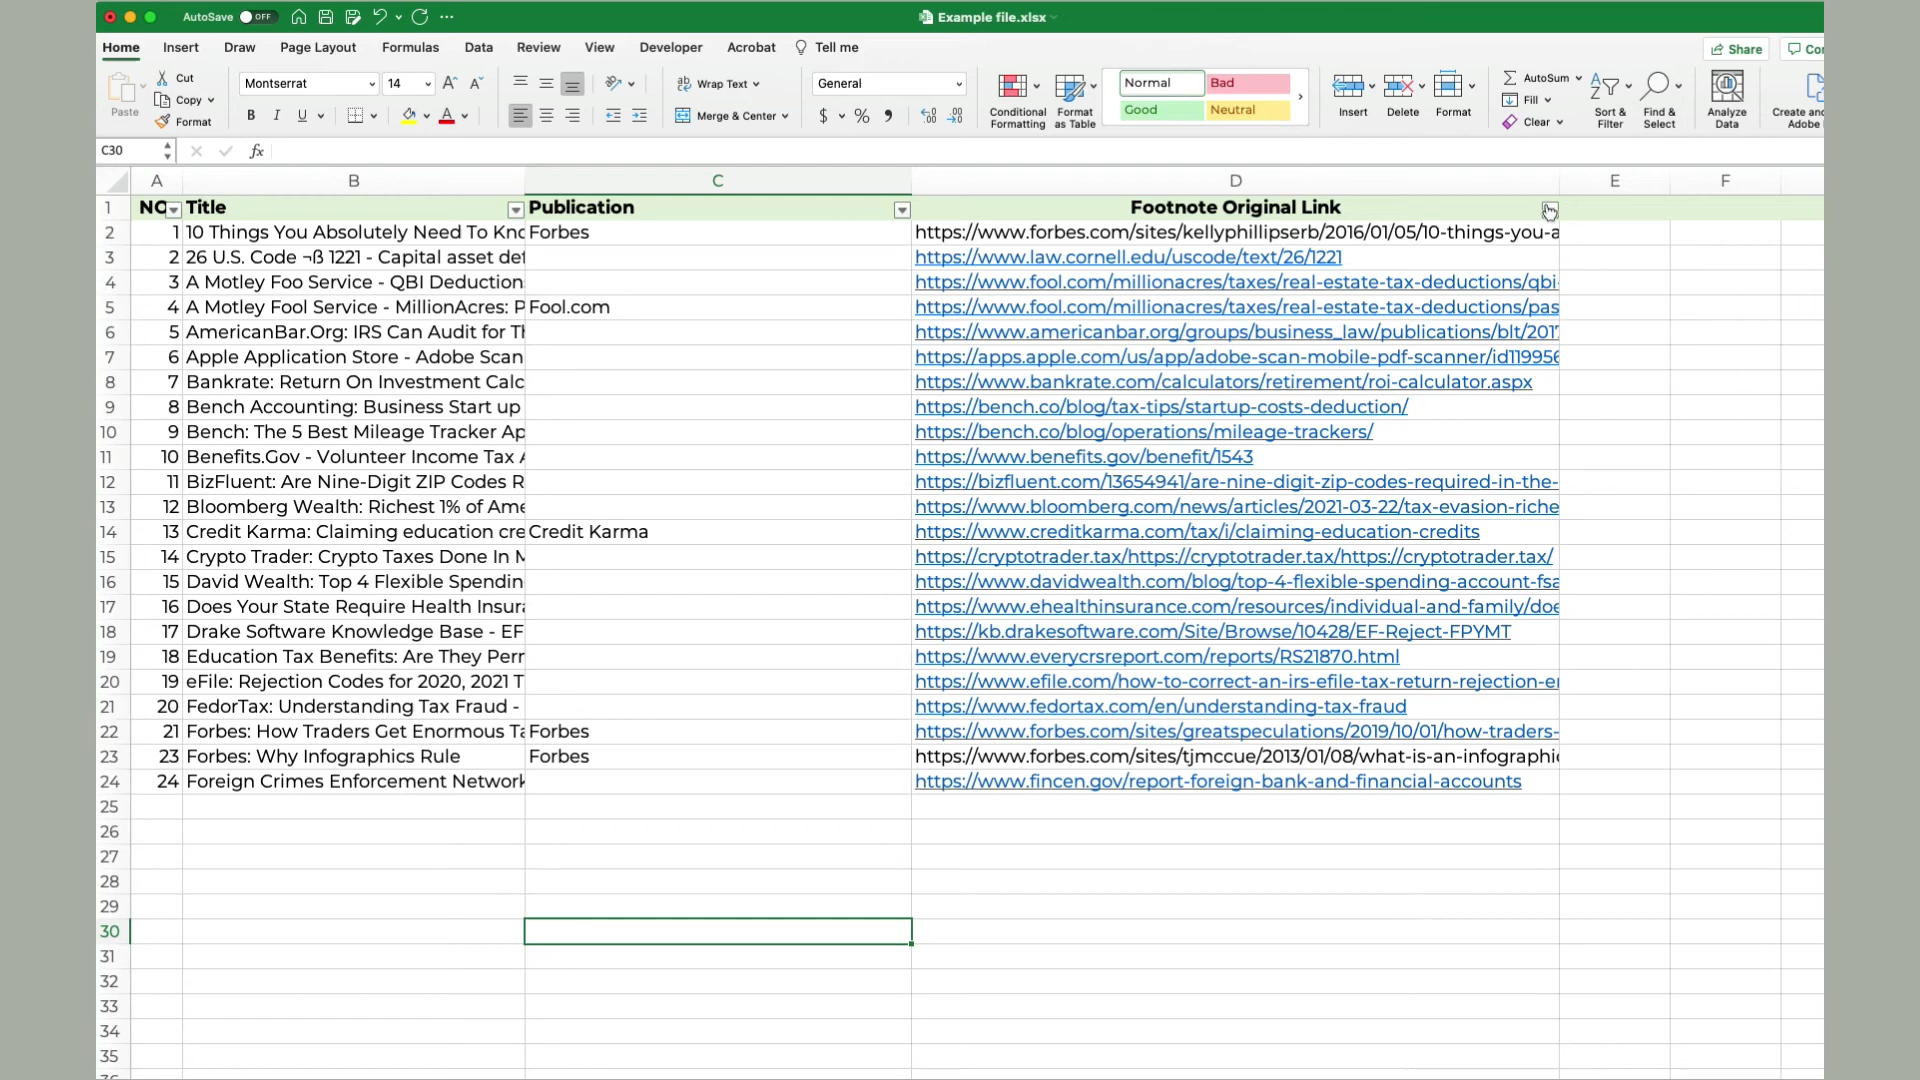 AutoSave OFF Example file.xlsx
Home Insert Draw Page Layout Formulas Data Review View Developer Acrobat Tell me Share
Cut Montserrat 14 Wrap Text General Normal Bad AutoSum
Paste Copy Fill
Format B I U Merge & Center $ % Good Neutral Clear
Conditional Formatting Format as Table Insert Delete Format Sort & Filter Find & Select Analyze Data Create and Adobe
C30 fx
A B C D E F
1 Title Publication Footnote Original Link
2 1 10 Things You Absolutely Need To Forbes https://www.forbes.com/sites/kellyphillipserb/2016/01/05/10-things-you-a
3 2 26 U.S. Code ¬ß 1221 - Capital asset def https://www.law.cornell.edu/uscode/text/26/1221
4 3 A Motley Foo Service - QBI Deduction https://www.fool.com/millionacres/taxes/real-estate-tax-deductions/qbi-
5 4 A Motley Fool Service - MillionAcres: P Fool.com https://www.fool.com/millionacres/taxes/real-estate-tax-deductions/pas
6 5 AmericanBar.Org: IRS Can Audit for https://www.americanbar.org/groups/business_law/publications/blt/201
7 6 Apple Application Store - Adobe Scan https://apps.apple.com/us/app/adobe-scan-mobile-pdf-scanner/id119956
8 7 Bankrate: Return On Investment Calc https://www.bankrate.com/calculators/retirement/roi-calculator.aspx
9 8 Bench Accounting: Business Start up https://bench.co/blog/tax-tips/startup-costs-deduction/
10 9 Bench: The 5 Best Mileage Tracker Ap https://bench.co/blog/operations/mileage-trackers/
11 10 Benefits.Gov - Volunteer Income Tax https://www.benefits.gov/benefit/1543
12 11 BizFluent: Are Nine-Digit ZIP Codes R https://bizfluent.com/13654941/are-nine-digit-zip-codes-required-in-the-
13 12 Bloomberg Wealth: Richest 1% of Ame https://www.bloomberg.com/news/articles/2021-03-22/tax-evasion-riche
14 13 Credit Karma: Claiming education cre Credit Karma https://www.creditkarma.com/tax/i/claiming-education-credits
15 14 Crypto Trader: Crypto Taxes Done In M https://cryptotrader.tax/https://cryptotrader.tax/https://cryptotrader.tax/
16 15 David Wealth: Top 4 Flexible Spendin https://www.davidwealth.com/blog/top-4-flexible-spending-account-fsa
17 16 Does Your State Require Health Insur https://www.ehealthinsurance.com/resources/individual-and-family/doe
18 17 Drake Software Knowledge Base - EF https://kb.drakesoftware.com/Site/Browse/10428/EF-Reject-FPYMT
19 18 Education Tax Benefits: Are They Perr https://www.everycrsreport.com/reports/RS21870.html
20 19 eFile: Rejection Codes for 2020, 2021 T https://www.efile.com/how-to-correct-an-irs-efile-tax-return-rejection-
21 20 FedorTax: Understanding Tax Fraud - https://www.fedortax.com/en/understanding-tax-fraud
22 21 Forbes: How Traders Get Enormous Ta Forbes https://www.forbes.com/sites/greatspeculations/2019/10/01/how-traders-
23 23 Forbes: Why Infographics Rule Forbes https://www.forbes.com/sites/tjmccue/2013/01/08/what-is-an-infographi
24 24 Foreign Crimes Enforcement Network https://www.fincen.gov/report-foreign-bank-and-financial-accounts
25
26
27
28
29
30
31
32
33
34
35